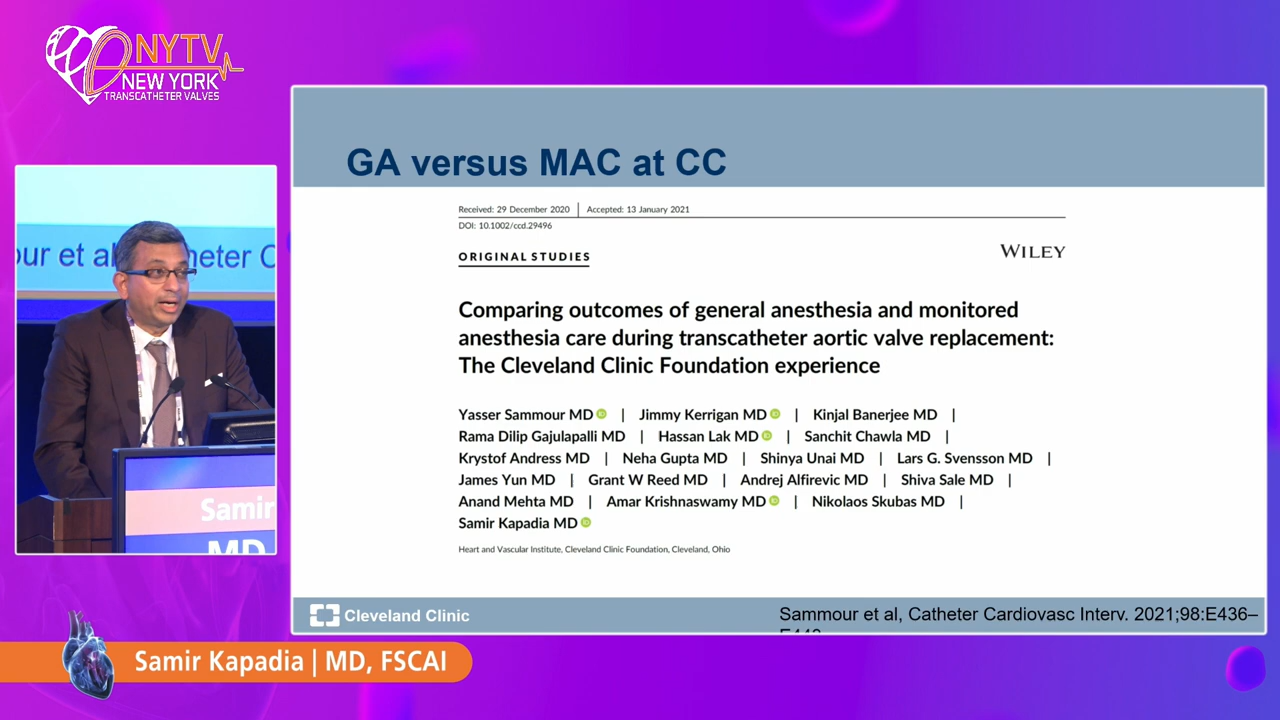 NYTV
NEW YORK
TRANSCATHETER VALVES
our et al
heter C
Samir
MD
GA versus MAC at CC
Received: 29 December 2020 | Accepted: 13 January 2021
DOI: 10.1002/ccd.29496
ORIGINAL STUDIES
WILEY
Comparing outcomes of general anesthesia and monitored
anesthesia care during transcatheter aortic valve replacement:
The Cleveland Clinic Foundation experience
Yasser Sammour MD | Jimmy Kerrigan MD | Kinjal Banerjee MD |
Rama Dilip Gajulapalli MD | Hassan Lak MD | Sanchit Chawla MD |
Krystof Andress MD | Neha Gupta MD | Shinya Unai MD | Lars G. Svensson MD |
James Yun MD | Grant W Reed MD | Andrej Alfirevic MD | Shiva Sale MD |
Anand Mehta MD | Amar Krishnaswamy MD | Nikolaos Skubas MD |
Samir Kapadia MD
Heart and Vascular Institute, Cleveland Clinic Foundation, Cleveland, Ohio
Cleveland Clinic
Sammour et al, Catheter Cardiovasc Interv. 2021;98:E436–
Samir Kapadia | MD, FSCAI